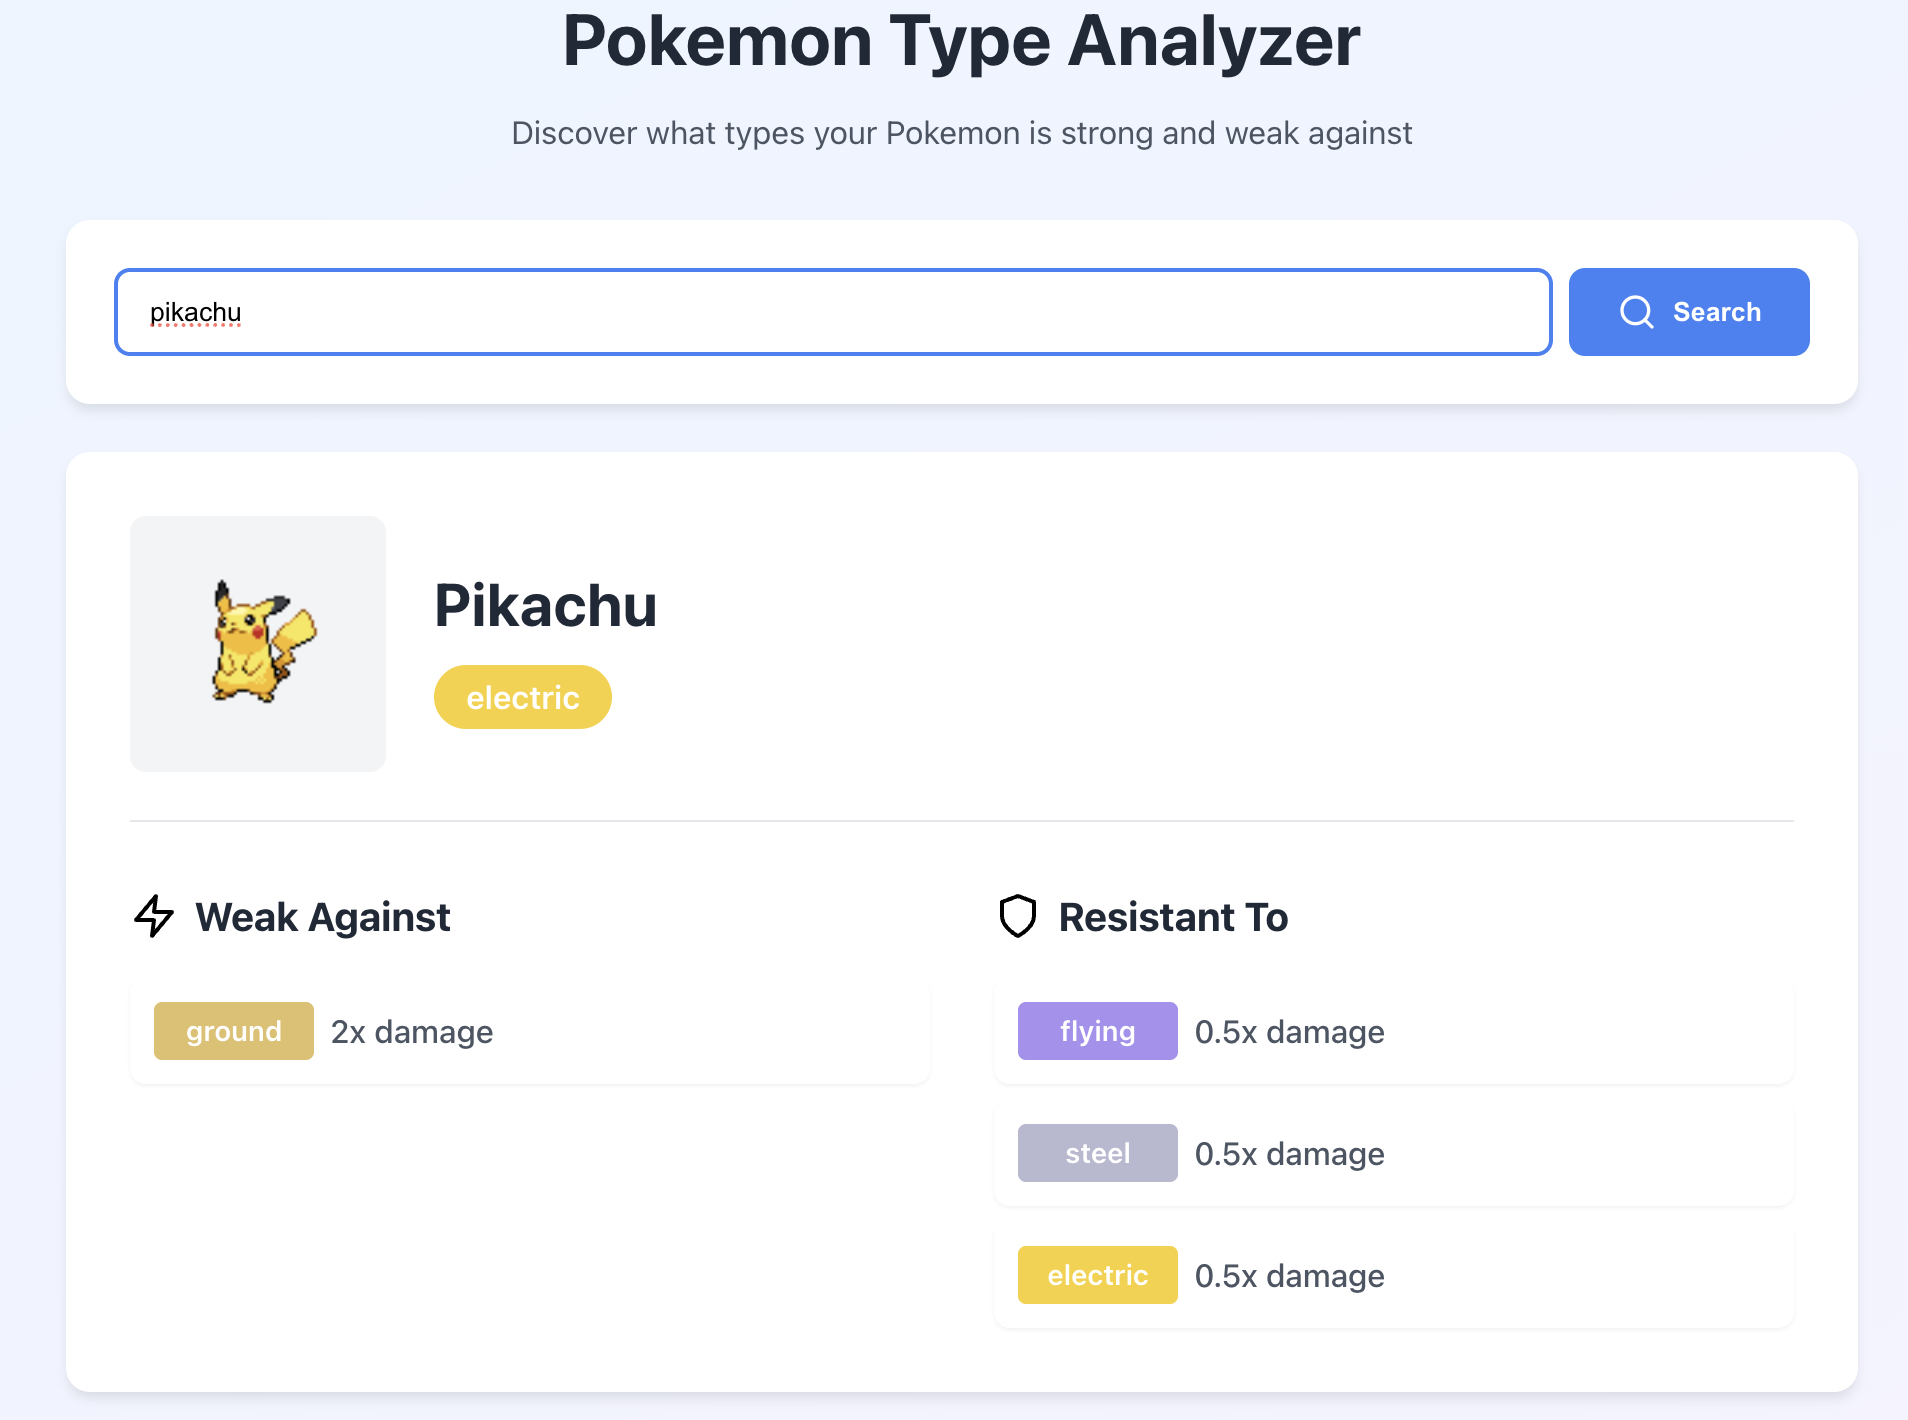 Pokemon Type Analyzer
Discover what types your Pokemon is strong and weak against
pikachu
Search
Pikachu
electric
Weak Against
ground 2x damage
Resistant To
flying 0.5x damage
steel 0.5x damage
electric 0.5x damage